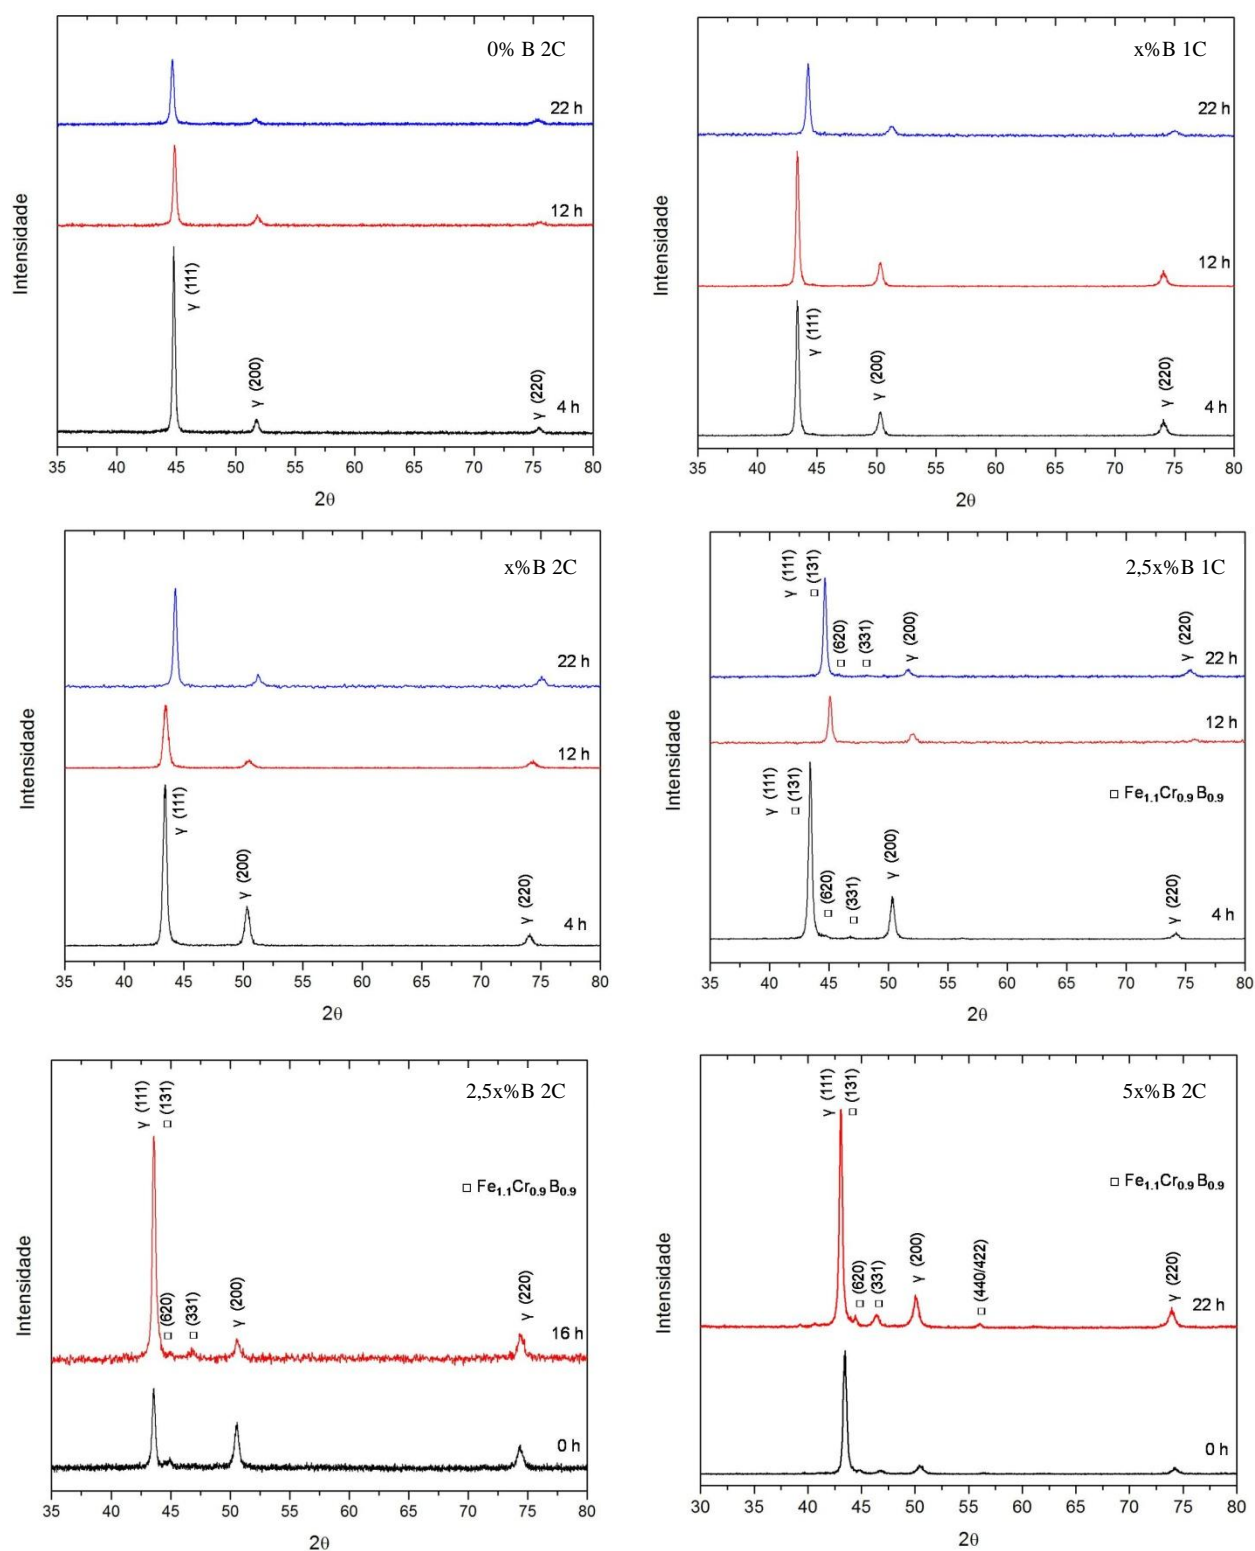 0% B 2C
22 h
12 h
γ (111)
γ (200)
γ (220)
4 h
Intensidade
35 40 45 50 55 60 65 70 75 80
2θ
x%B 1C
22 h
12 h
γ (111)
γ (200)
γ (220)
4 h
Intensidade
35 40 45 50 55 60 65 70 75 80
2θ
x%B 2C
22 h
12 h
γ (111)
γ (200)
γ (220)
4 h
Intensidade
35 40 45 50 55 60 65 70 75 80
2θ
2,5x%B 1C
γ (111)
□ (131)
□ (620)
□ (331)
γ (200)
γ (220)
22 h
12 h
□ Fe1.1Cr0.9B0.9
γ (111)
□ (131)
□ (620)
□ (331)
γ (200)
γ (220)
4 h
Intensidade
35 40 45 50 55 60 65 70 75 80
2θ
2,5x%B 2C
γ (111)
□ (131)
□ Fe1.1Cr0.9B0.9
□ (620)
□ (331)
γ (200)
γ (220)
16 h
0 h
Intensidade
35 40 45 50 55 60 65 70 75 80
2θ
5x%B 2C
γ (111)
□ (131)
□ Fe1.1Cr0.9B0.9
□ (620)
□ (331)
γ (200)
□ (440/422)
γ (220)
22 h
0 h
Intensidade
30 35 40 45 50 55 60 65 70 75 80
2θ